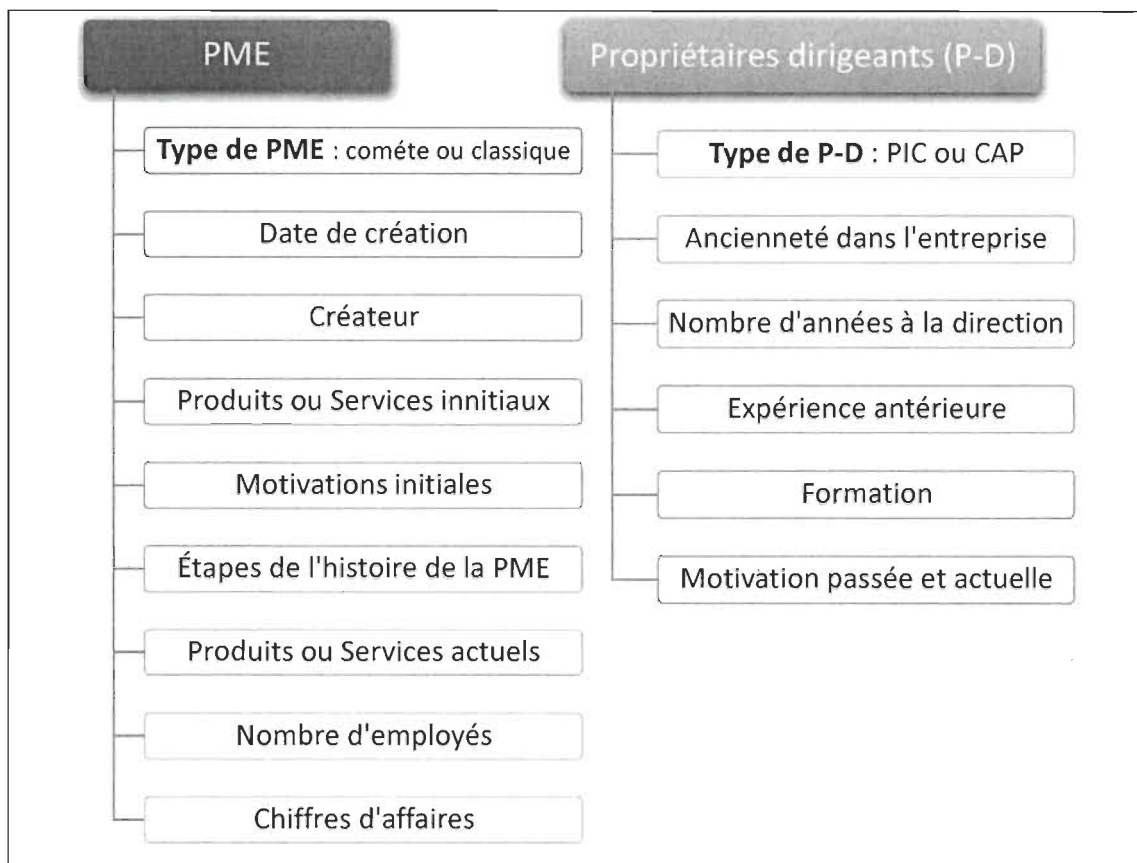 PME
Type de PME : cométe ou classique
Date de création
Créateur
Produits ou Services innitiaux
Motivations initiales
Étapes de l'histoire de la PME
Produits ou Services actuels
Nombre d'employés
Chiffres d'affaires
Propriétaires dirigeants (P-D)
Type de P-D : PIC ou CAP
Ancienneté dans l'entreprise
Nombre d'années à la direction
Expérience antérieure
Formation
Motivation passée et actuelle